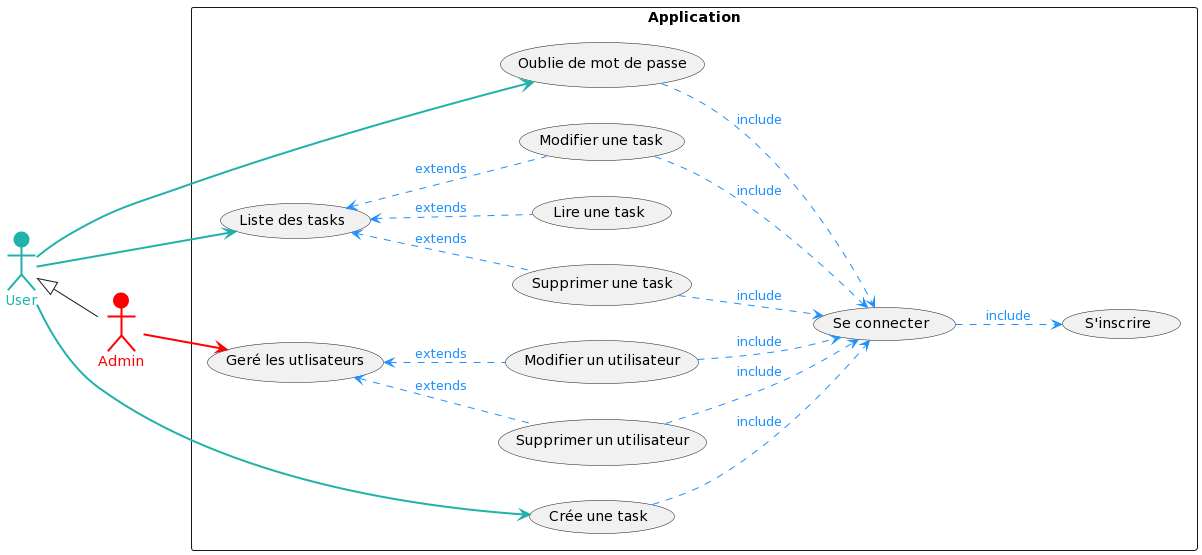 Application
Oublie de mot de passe
include
Modifier une task
extends
include
Liste des tasks
extends
Lire une task
extends
Supprimer une task
include
User
Se connecter
include
S'inscrire
Admin
Geré les utlisateurs
extends
Modifier un utilisateur
include
include
extends
Supprimer un utilisateur
include
Crée une task